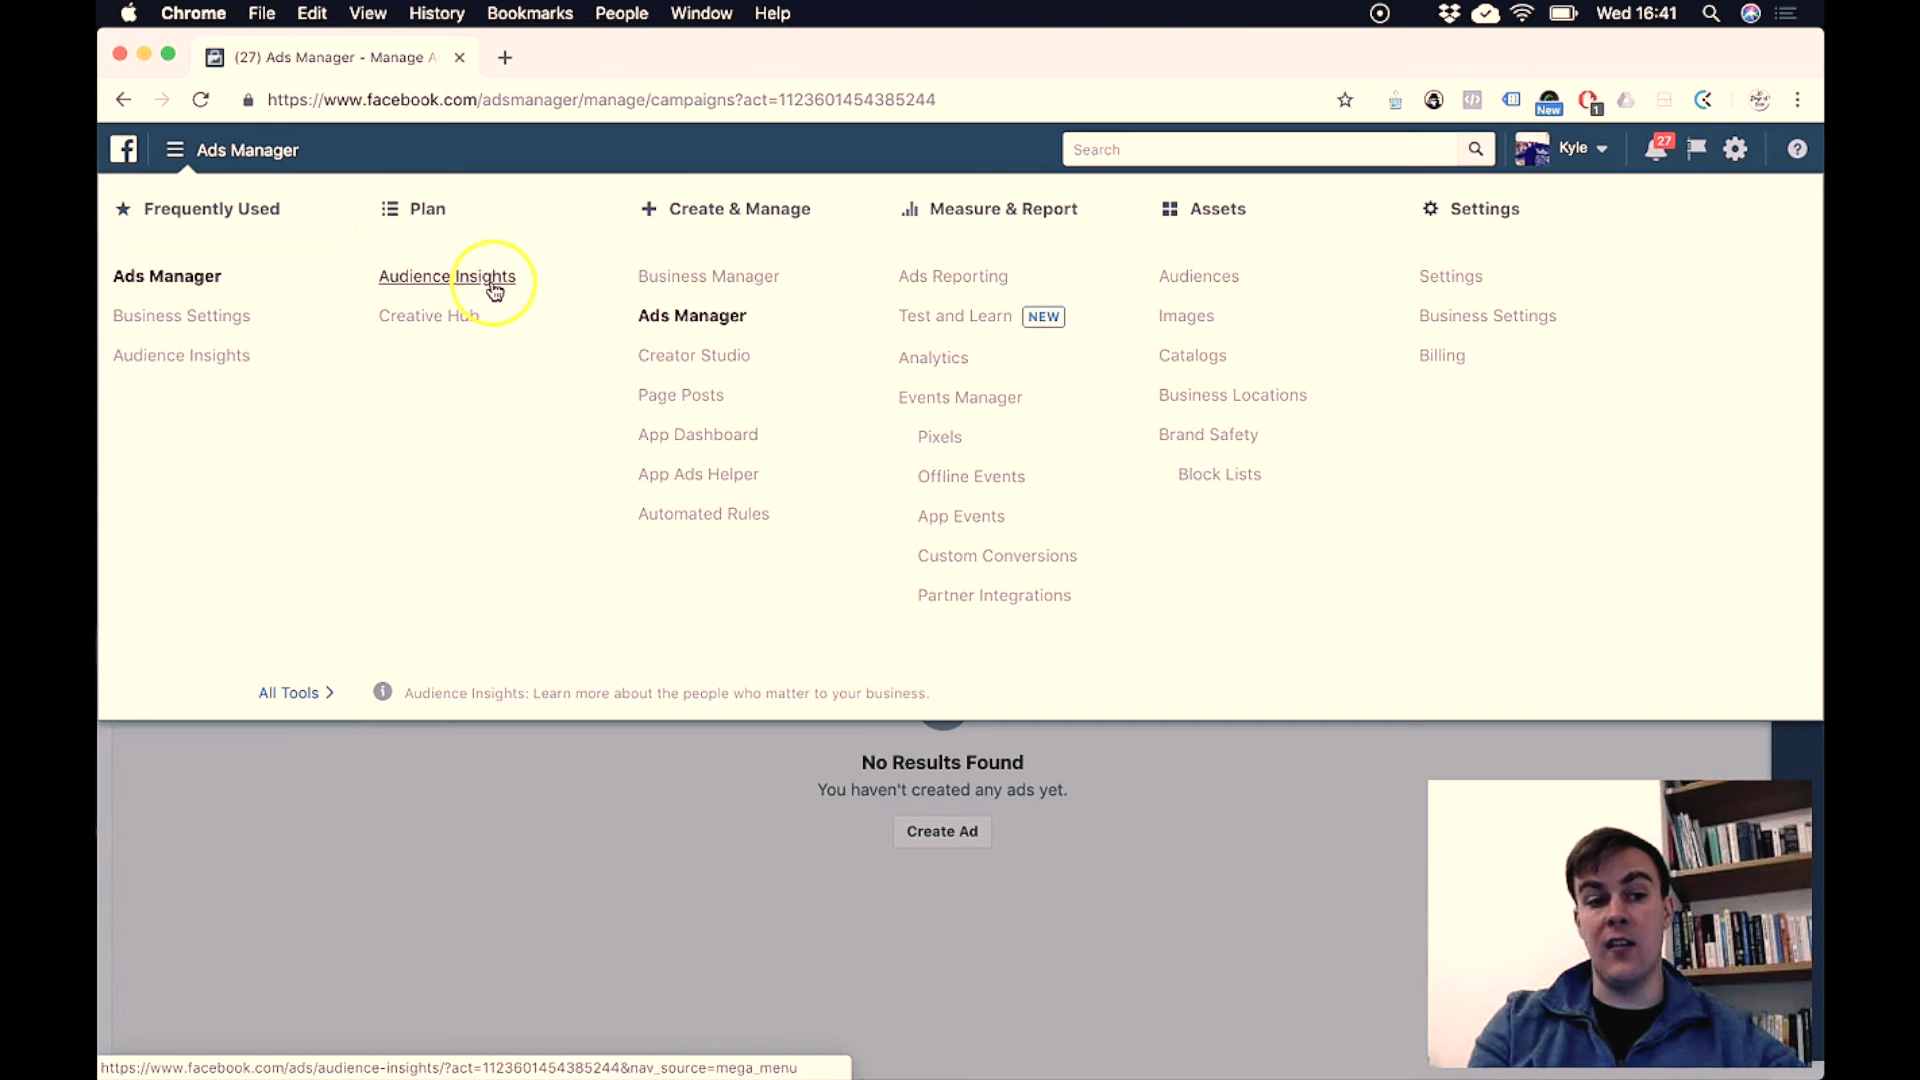 Chrome File Edit View History Bookmarks People Window Help Wed 16:41
(27) Ads Manager - Manage A
https://www.facebook.com/adsmanager/manage/campaigns?act=1123601454385244
New
1
Ads Manager
Search
Kyle
27
Frequently Used
Ads Manager
Business Settings
Audience Insights
Plan
Audience Insights
Creative Hub
Create & Manage
Business Manager
Ads Manager
Creator Studio
Page Posts
App Dashboard
App Ads Helper
Automated Rules
Measure & Report
Ads Reporting
Test and Learn NEW
Analytics
Events Manager
Pixels
Offline Events
App Events
Custom Conversions
Partner Integrations
Assets
Audiences
Images
Catalogs
Business Locations
Brand Safety
Block Lists
Settings
Settings
Business Settings
Billing
All Tools
Audience Insights: Learn more about the people who matter to your business.
No Results Found
You haven't created any ads yet.
Create Ad
https://www.facebook.com/ads/audience-insights/?act=1123601454385244&nav_source=mega_menu